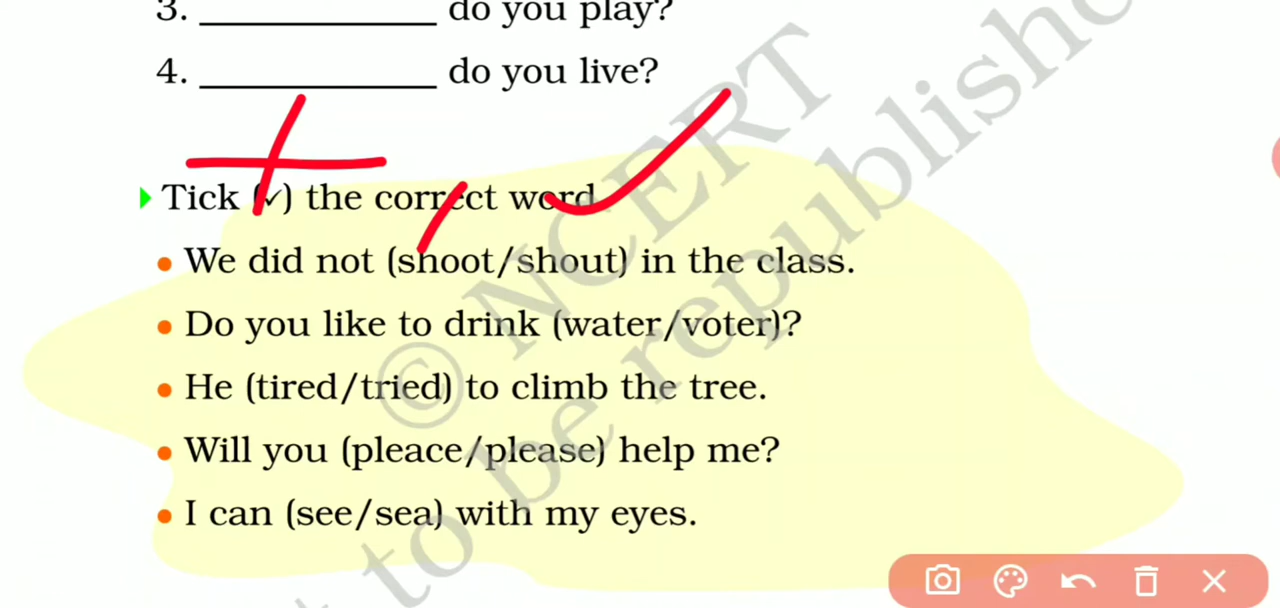 3. ____________ do you play?
4. ____________ do you live?
Tick (✓) the correct word
We did not (shoot/shout) in the class.
Do you like to drink (water/voter)?
He (tired/tried) to climb the tree.
Will you (pleace/please) help me?
I can (see/sea) with my eyes.
© NCERT
to be republishe